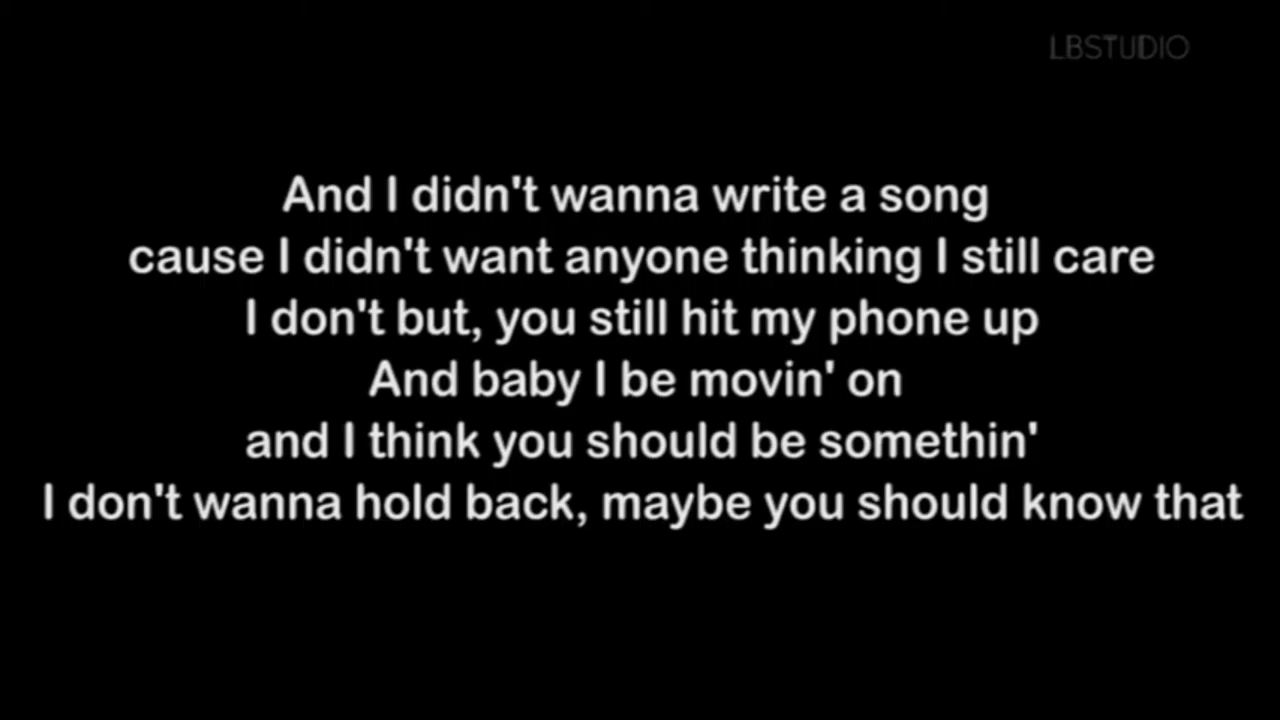 LBSTUDIO
And I didn't wanna write a song
cause I didn't want anyone thinking I still care
I don't but, you still hit my phone up
And baby I be movin' on
and I think you should be somethin'
I don't wanna hold back, maybe you should know that